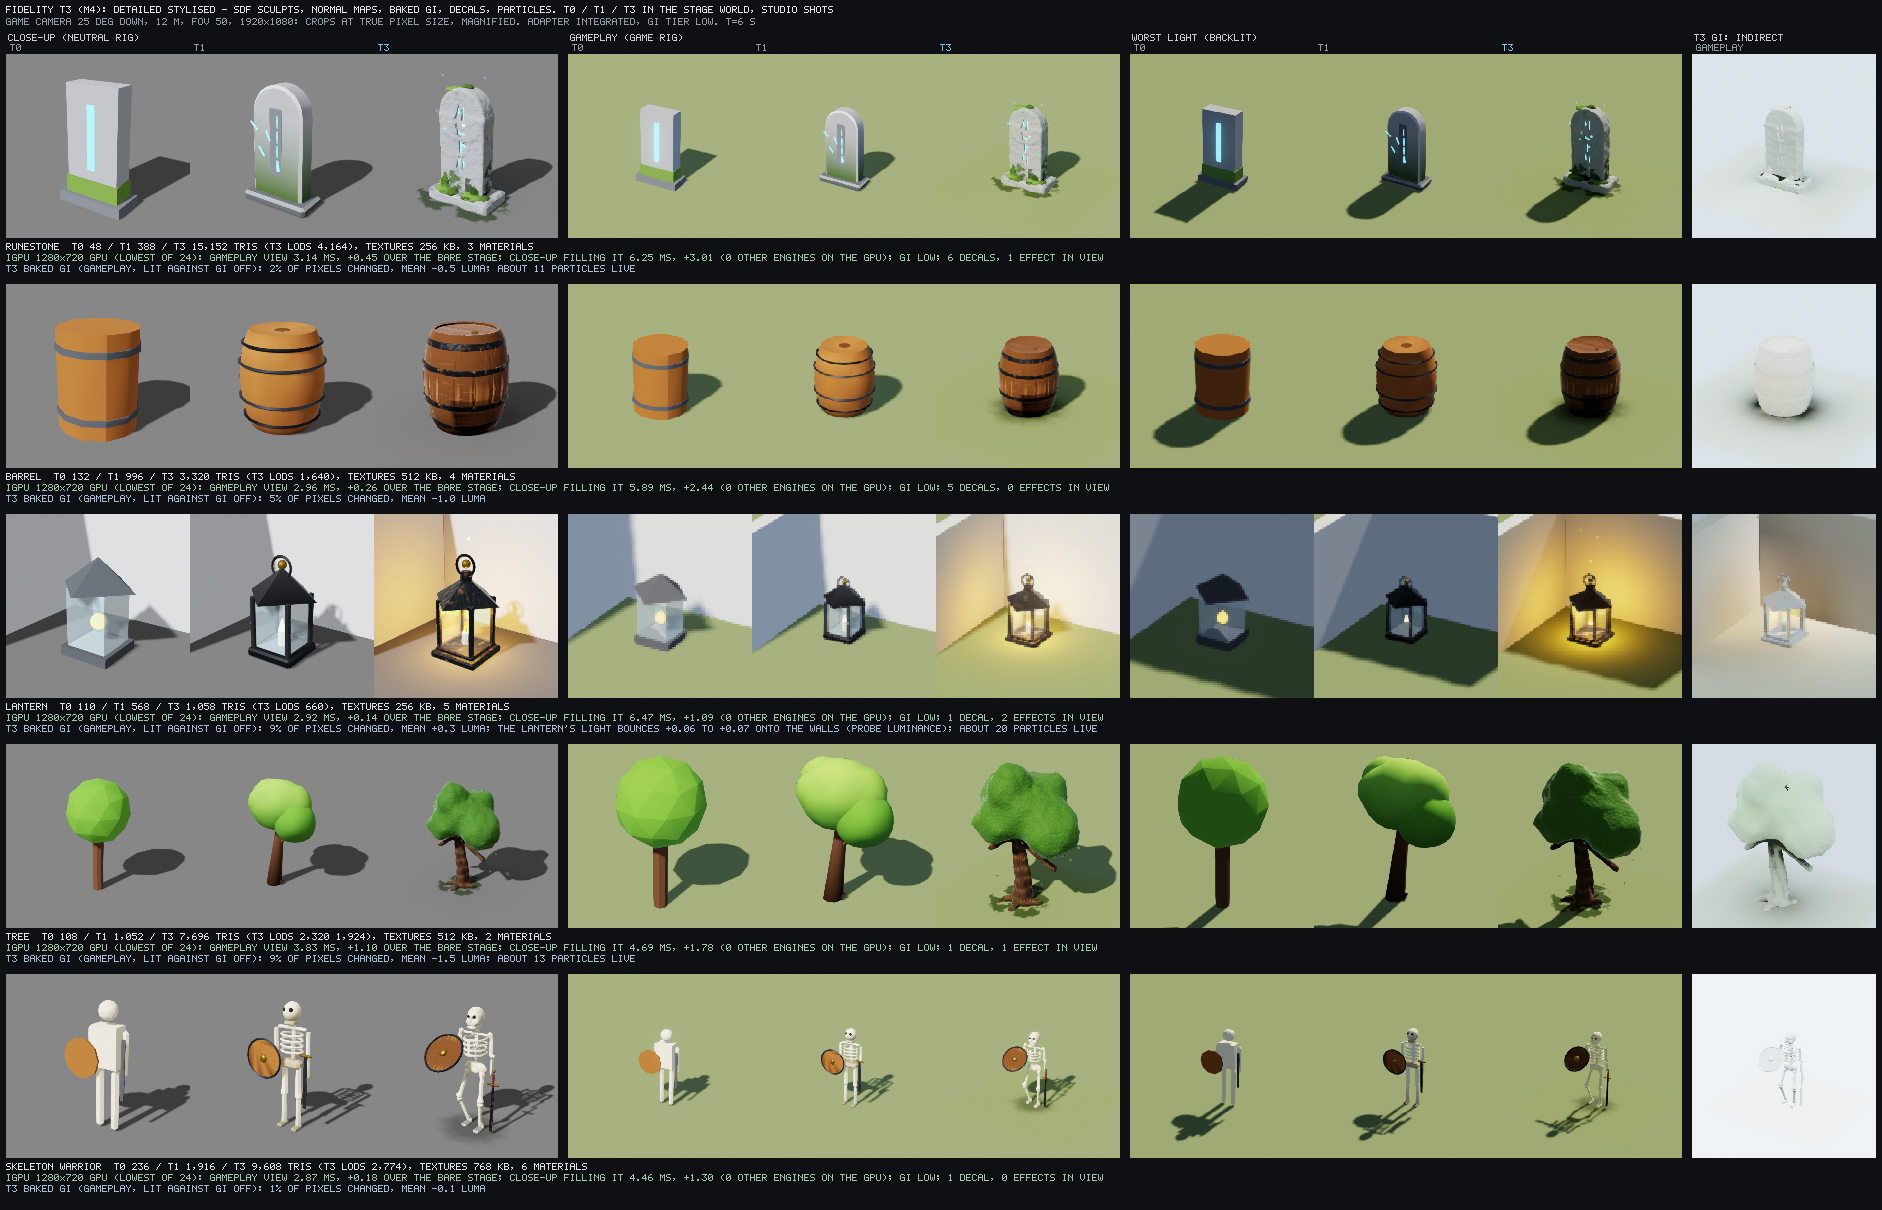 FIDELITY T3 (M4): DETAILED STYLISED - SDF SCULPTS, NORMAL MAPS, BAKED GI, DECALS, PARTICLES. T0 / T1 / T3 IN THE STAGE WORLD, STUDIO SHOTS
GAME CAMERA 25 DEG DOWN, 12 M, FOV 50, 1920x1080: CROPS AT TRUE PIXEL SIZE, MAGNIFIED. ADAPTER INTEGRATED, GI TIER LOW. T=6 S
CLOSE-UP (NEUTRAL RIG) GAMEPLAY (GAME RIG) WORST LIGHT (BACKLIT) T3 GI: INDIRECT
T0 T1 T3 T0 T1 T3 T0 T1 T3 GAMEPLAY
RUNESTONE T0 48 / T1 388 / T3 15,152 TRIS (T3 LODS 4,164), TEXTURES 256 KB, 3 MATERIALS
IGPU 1280x720 GPU (LOWEST OF 24): GAMEPLAY VIEW 3.14 MS, +0.45 OVER THE BARE STAGE; CLOSE-UP FILLING IT 6.25 MS, +3.01 (0 OTHER ENGINES ON THE GPU); GI LOW; 6 DECALS, 1 EFFECT IN VIEW
T3 BAKED GI (GAMEPLAY, LIT AGAINST GI OFF): 2% OF PIXELS CHANGED, MEAN -0.5 LUMA; ABOUT 11 PARTICLES LIVE
BARREL T0 132 / T1 996 / T3 3,320 TRIS (T3 LODS 1,640), TEXTURES 512 KB, 4 MATERIALS
IGPU 1280x720 GPU (LOWEST OF 24): GAMEPLAY VIEW 2.96 MS, +0.26 OVER THE BARE STAGE; CLOSE-UP FILLING IT 5.89 MS, +2.44 (0 OTHER ENGINES ON THE GPU); GI LOW; 5 DECALS, 0 EFFECTS IN VIEW
T3 BAKED GI (GAMEPLAY, LIT AGAINST GI OFF): 5% OF PIXELS CHANGED, MEAN -1.0 LUMA
LANTERN T0 110 / T1 568 / T3 1,058 TRIS (T3 LODS 660), TEXTURES 256 KB, 5 MATERIALS
IGPU 1280x720 GPU (LOWEST OF 24): GAMEPLAY VIEW 2.92 MS, +0.14 OVER THE BARE STAGE; CLOSE-UP FILLING IT 6.47 MS, +1.09 (0 OTHER ENGINES ON THE GPU); GI LOW; 1 DECAL, 2 EFFECTS IN VIEW
T3 BAKED GI (GAMEPLAY, LIT AGAINST GI OFF): 9% OF PIXELS CHANGED, MEAN +0.3 LUMA; THE LANTERN'S LIGHT BOUNCES +0.06 TO +0.07 ONTO THE WALLS (PROBE LUMINANCE); ABOUT 20 PARTICLES LIVE
TREE T0 108 / T1 1,052 / T3 7,696 TRIS (T3 LODS 2,320 1,924), TEXTURES 512 KB, 2 MATERIALS
IGPU 1280x720 GPU (LOWEST OF 24): GAMEPLAY VIEW 3.83 MS, +1.10 OVER THE BARE STAGE; CLOSE-UP FILLING IT 4.69 MS, +1.78 (0 OTHER ENGINES ON THE GPU); GI LOW; 1 DECAL, 1 EFFECT IN VIEW
T3 BAKED GI (GAMEPLAY, LIT AGAINST GI OFF): 9% OF PIXELS CHANGED, MEAN -1.5 LUMA; ABOUT 13 PARTICLES LIVE
SKELETON WARRIOR T0 236 / T1 1,916 / T3 9,608 TRIS (T3 LODS 2,774), TEXTURES 768 KB, 6 MATERIALS
IGPU 1280x720 GPU (LOWEST OF 24): GAMEPLAY VIEW 2.87 MS, +0.18 OVER THE BARE STAGE; CLOSE-UP FILLING IT 4.46 MS, +1.30 (0 OTHER ENGINES ON THE GPU); GI LOW; 1 DECAL, 0 EFFECTS IN VIEW
T3 BAKED GI (GAMEPLAY, LIT AGAINST GI OFF): 1% OF PIXELS CHANGED, MEAN -0.1 LUMA